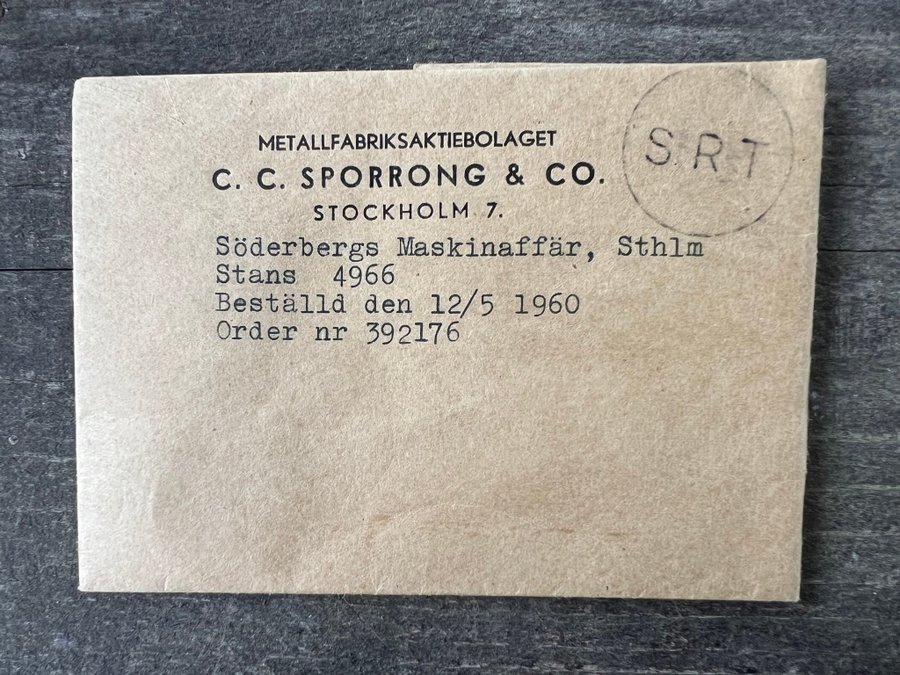 METALLFABRIKSAKTIEBOLAGET
C. C. SPORRONG & CO.
STOCKHOLM 7.
S R T
Söderbergs Maskinaffär, Sthlm
Stans 4966
Beställd den 12/5 1960
Order nr 392176